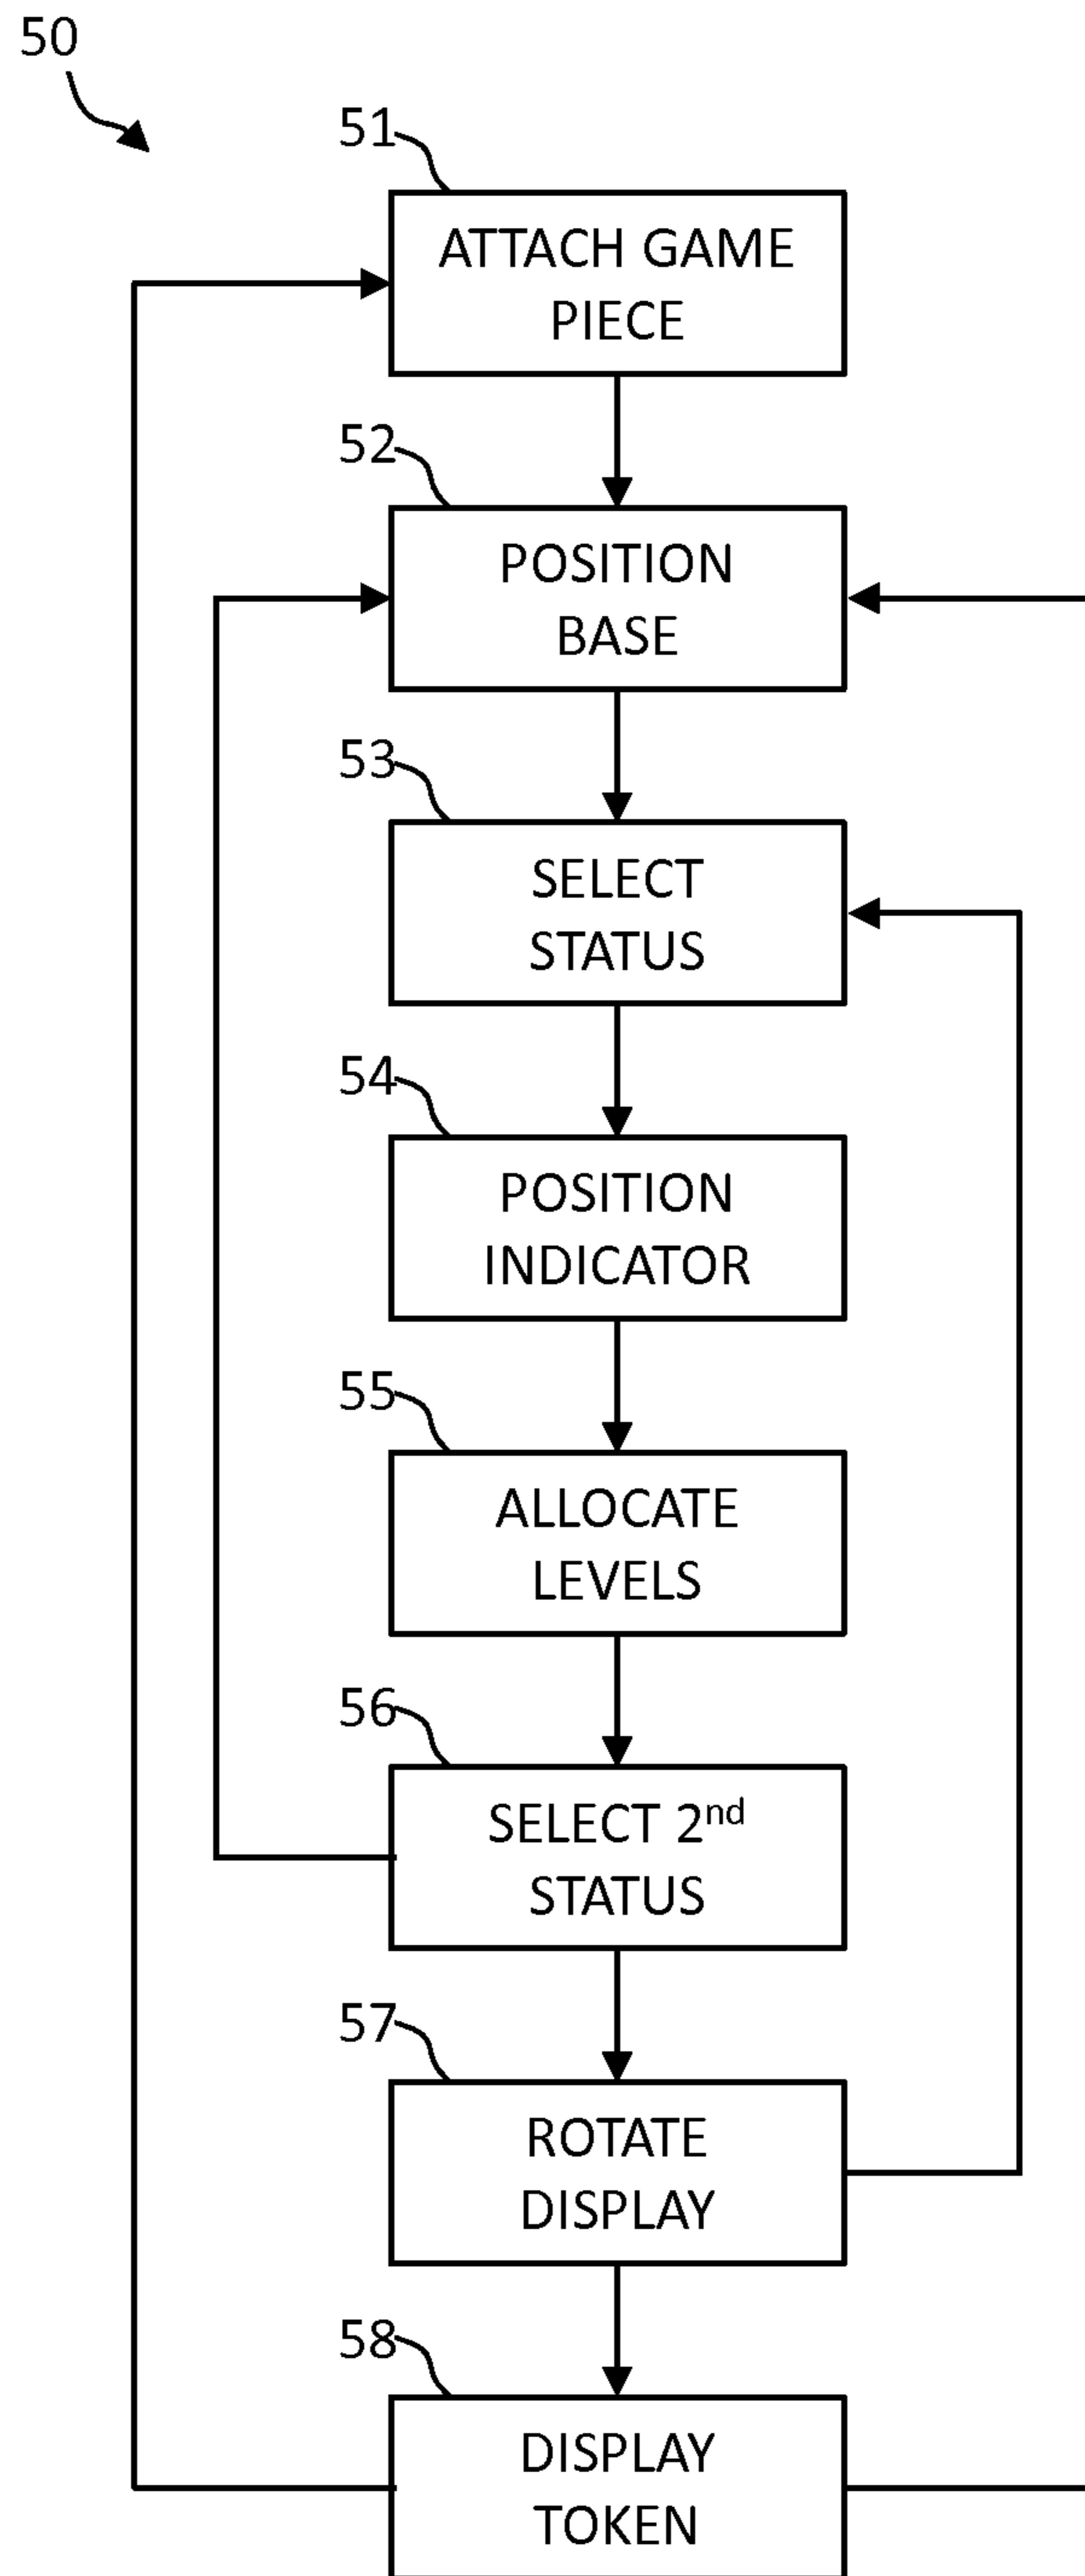 50
51
ATTACH GAME
PIECE
52
POSITION
BASE
53
SELECT
STATUS
54
POSITION
INDICATOR
55
ALLOCATE
LEVELS
56
SELECT 2nd
STATUS
57
ROTATE
DISPLAY
58
DISPLAY
TOKEN